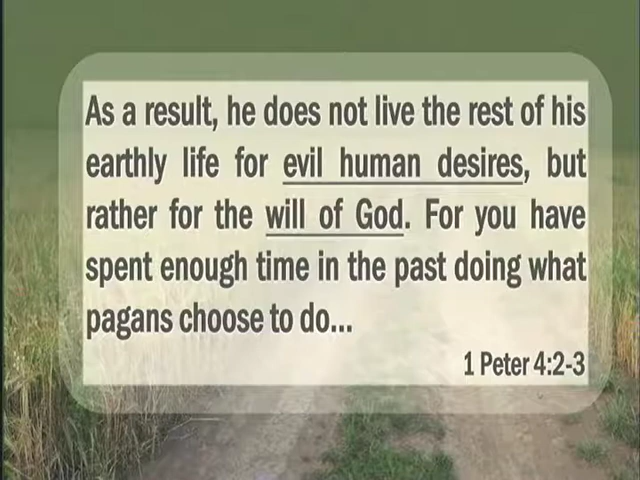 As a result, he does not live the rest of his
earthly life for evil human desires, but
rather for the will of God. For you have
spent enough time in the past doing what
pagans choose to do...
1 Peter 4:2-3